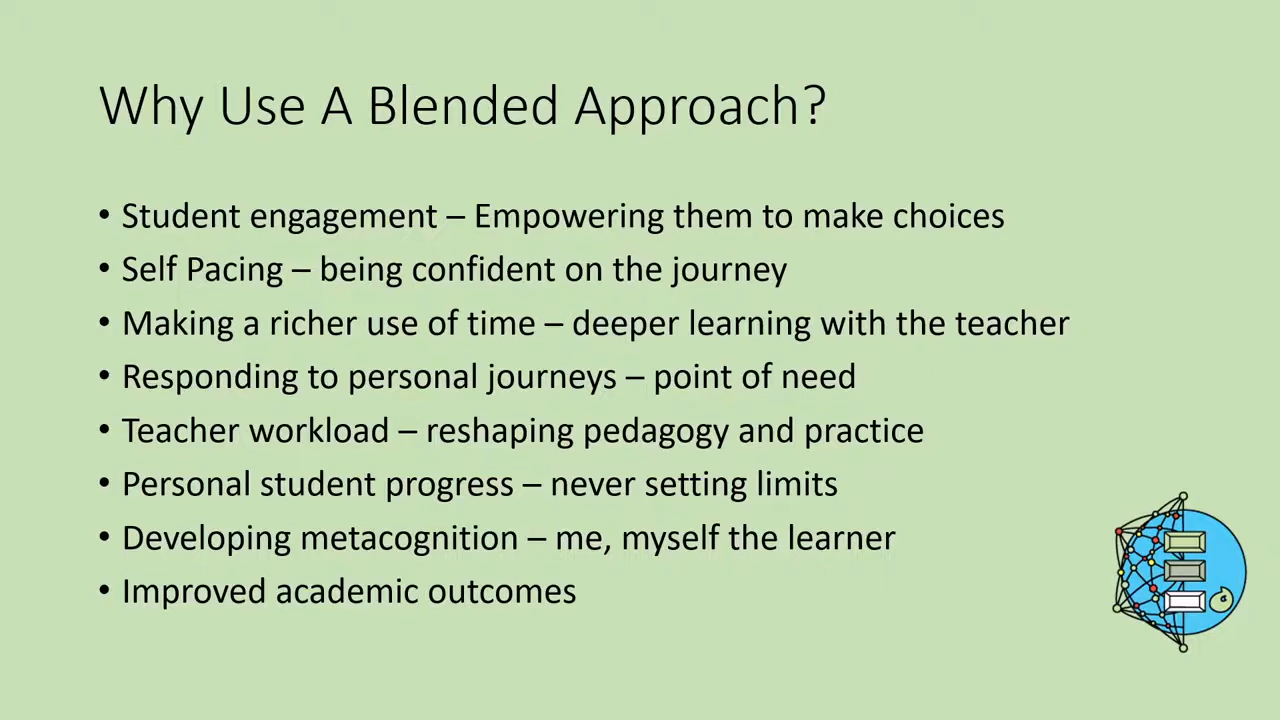 Why Use A Blended Approach?
• Student engagement – Empowering them to make choices
• Self Pacing – being confident on the journey
• Making a richer use of time – deeper learning with the teacher
• Responding to personal journeys – point of need
• Teacher workload – reshaping pedagogy and practice
• Personal student progress – never setting limits
• Developing metacognition – me, myself the learner
• Improved academic outcomes